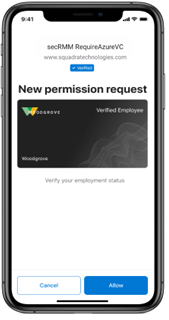 9:41
secRMM RequireAzureVC
www.squadratechnologies.com
✓ Verified
New permission request
WOODGROVE
Verified Employee
Woodgrove
Verify your employment status
Cancel
Allow